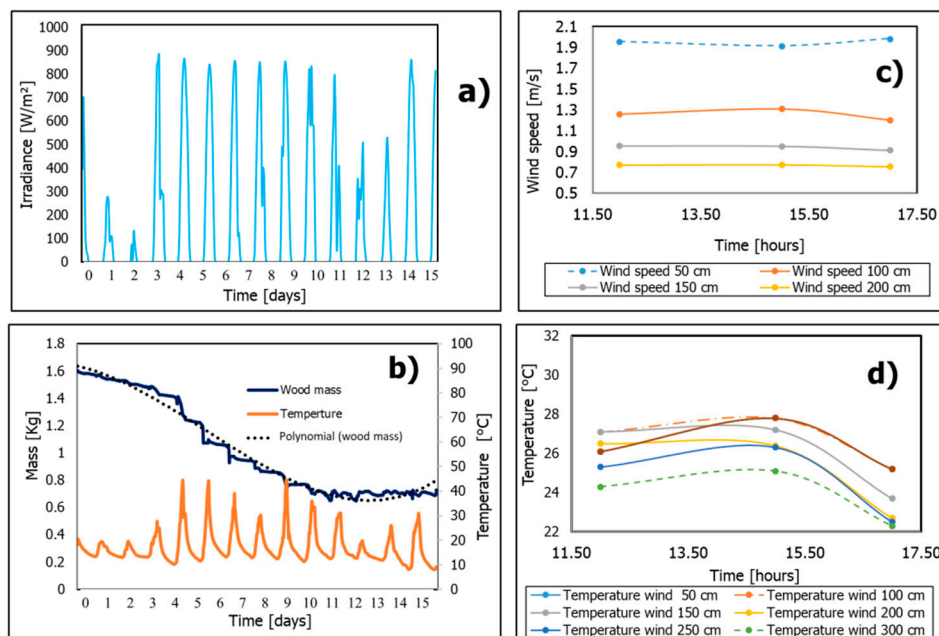 a)
Irradiance [W/m²]
1000
900
800
700
600
500
400
300
200
100
0
0 1 2 3 4 5 6 7 8 9 10 11 12 13 14 15
Time [days]
c)
Wind speed [m/s]
2.1
1.9
1.7
1.5
1.3
1.1
0.9
0.7
0.5
11.50 13.50 15.50 17.50
Time [hours]
Wind speed 50 cm Wind speed 100 cm
Wind speed 150 cm Wind speed 200 cm
b)
Mass [Kg]
1.8
1.6
1.4
1.2
1
0.8
0.6
0.4
0.2
0
Wood mass
Temperture
Polynomial (wood mass)
100
90
80
70
60
50
40
30
20
10
0
Temperature [°C]
0 1 2 3 4 5 6 7 8 9 10 11 12 13 14 15
Time [days]
d)
Temperature [°C]
32
30
28
26
24
22
11.50 13.50 15.50 17.50
Time [hours]
Temperature wind 50 cm Temperature wind 100 cm
Temperature wind 150 cm Temperature wind 200 cm
Temperature wind 250 cm Temperature wind 300 cm